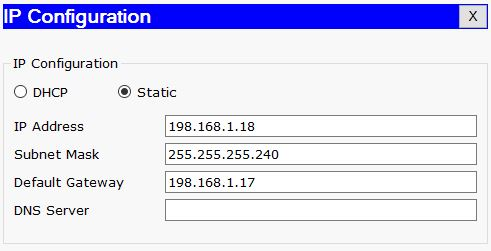 IP Configuration
X
IP Configuration
DHCP
Static
IP Address
198.168.1.18
Subnet Mask
255.255.255.240
Default Gateway
198.168.1.17
DNS Server